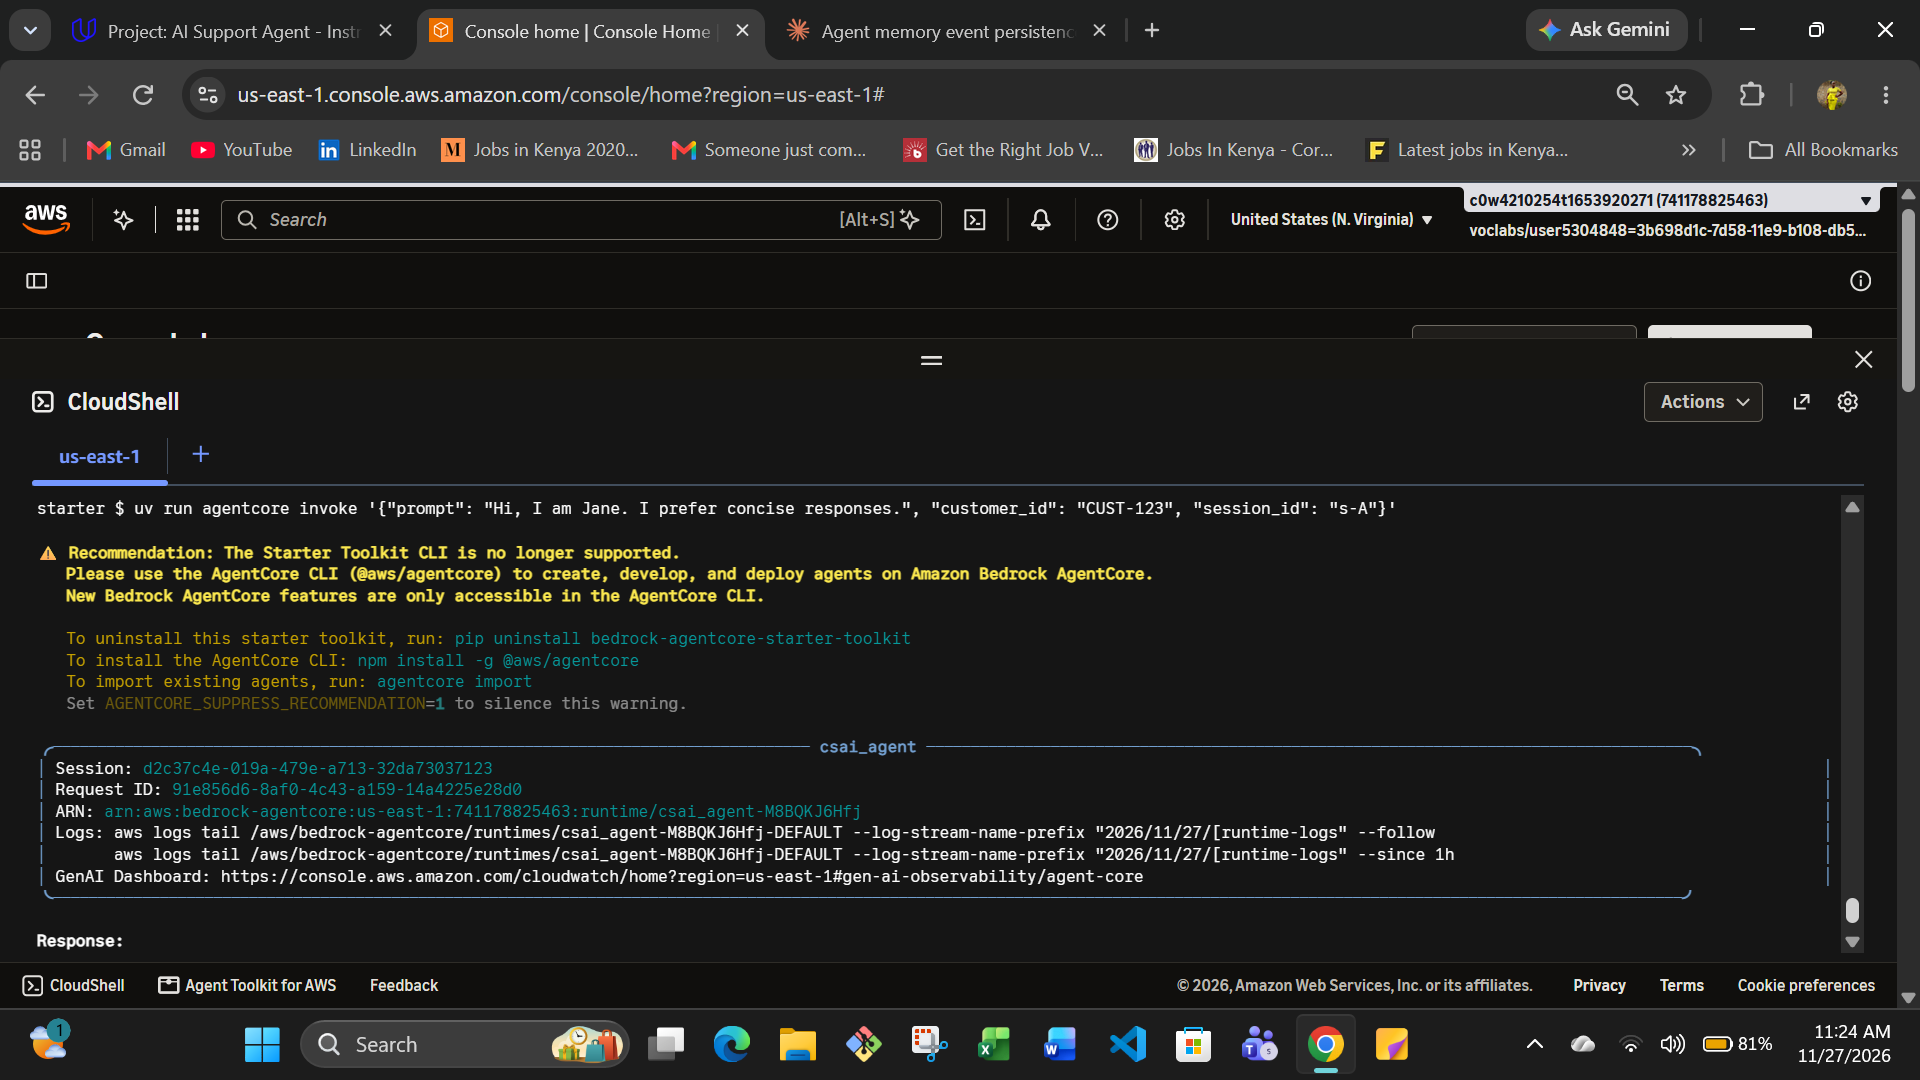 Project: AI Support Agent - Instr
Console home | Console Home
Agent memory event persistenc
Ask Gemini
us-east-1.console.aws.amazon.com/console/home?region=us-east-1#
Gmail
YouTube
LinkedIn
M
Jobs in Kenya 2020...
Someone just com...
Get the Right Job V...
Jobs In Kenya - Cor...
Latest jobs in Kenya...
All Bookmarks
aws
Search
[Alt+S]
United States (N. Virginia)
c0w4210254t1653920271 (741178825463)
voclabs/user5304848=3b698d1c-7d58-11e9-b108-db5...
CloudShell
Actions
us-east-1
starter $ uv run agentcore invoke '{"prompt": "Hi, I am Jane. I prefer concise responses.", "customer_id": "CUST-123", "session_id": "s-A"}'
Recommendation: The Starter Toolkit CLI is no longer supported.
Please use the AgentCore CLI (@aws/agentcore) to create, develop, and deploy agents on Amazon Bedrock AgentCore.
New Bedrock AgentCore features are only accessible in the AgentCore CLI.
To uninstall this starter toolkit, run: pip uninstall bedrock-agentcore-starter-toolkit
To install the AgentCore CLI: npm install -g @aws/agentcore
To import existing agents, run: agentcore import
Set AGENTCORE_SUPPRESS_RECOMMENDATION=1 to silence this warning.
csai_agent
Session: d2c37c4e-019a-479e-a713-32da73037123
Request ID: 91e856d6-8af0-4c43-a159-14a4225e28d0
ARN: arn:aws:bedrock-agentcore:us-east-1:741178825463:runtime/csai_agent-M8BQKJ6Hfj
Logs: aws logs tail /aws/bedrock-agentcore/runtimes/csai_agent-M8BQKJ6Hfj-DEFAULT --log-stream-name-prefix "2026/11/27/[runtime-logs" --follow
aws logs tail /aws/bedrock-agentcore/runtimes/csai_agent-M8BQKJ6Hfj-DEFAULT --log-stream-name-prefix "2026/11/27/[runtime-logs" --since 1h
GenAI Dashboard: https://console.aws.amazon.com/cloudwatch/home?region=us-east-1#gen-ai-observability/agent-core
Response:
CloudShell
Agent Toolkit for AWS
Feedback
© 2026, Amazon Web Services, Inc. or its affiliates.
Privacy
Terms
Cookie preferences
1
Search
81%
11:24 AM
11/27/2026